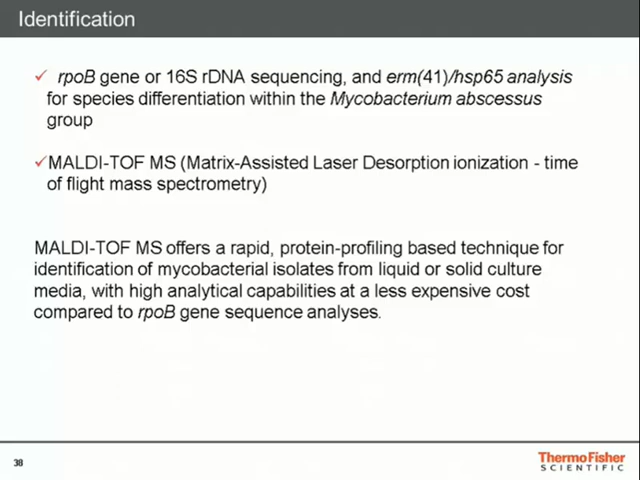 Identification
✓ rpoB gene or 16S rDNA sequencing, and erm(41)/hsp65 analysis
for species differentiation within the Mycobacterium abscessus
group
✓MALDI-TOF MS (Matrix-Assisted Laser Desorption ionization - time
of flight mass spectrometry)
MALDI-TOF MS offers a rapid, protein-profiling based technique for
identification of mycobacterial isolates from liquid or solid culture
media, with high analytical capabilities at a less expensive cost
compared to rpoB gene sequence analyses.
38
ThermoFisher
SCIENTIFIC